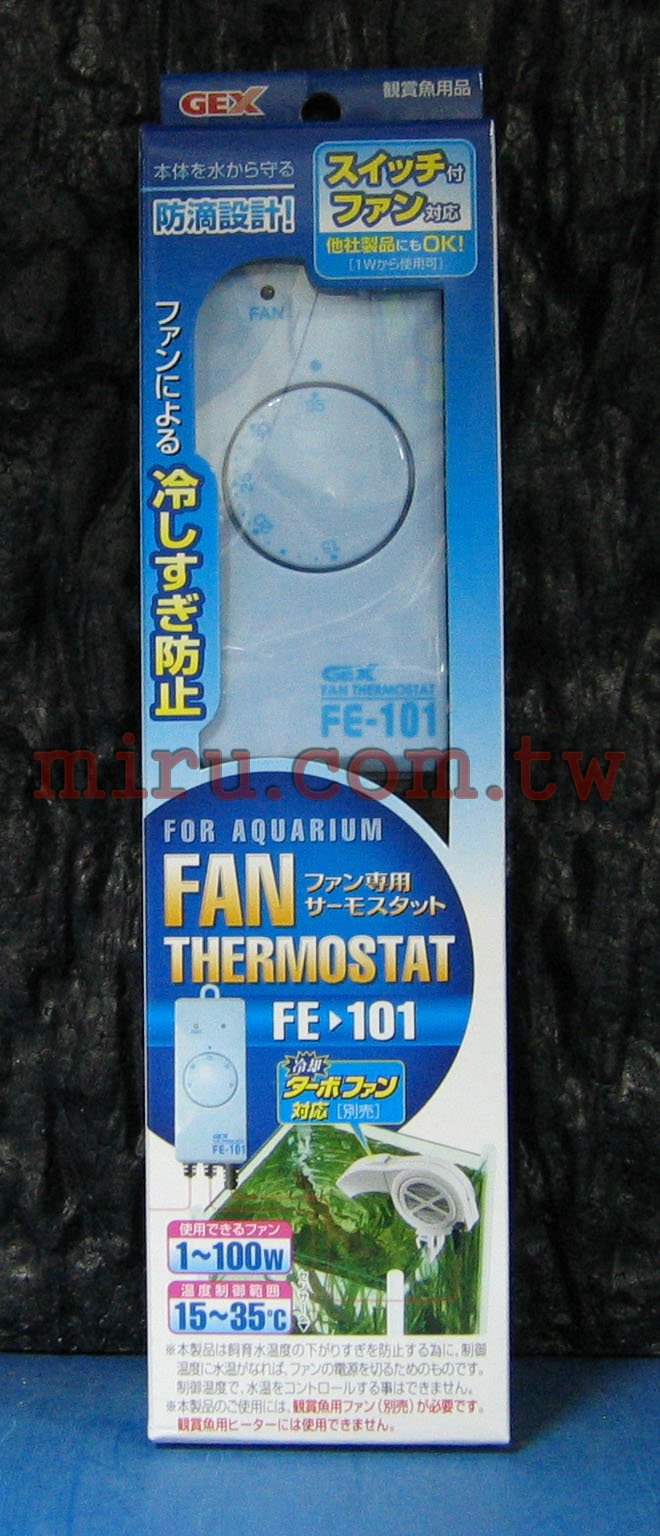 GEX
観賞魚用品
本体を水から守る
防滴設計!
スイッチ付
ファン対応
他社製品にもOK!
[1Wから使用可]
ファンによる
冷しすぎ防止
FAN
35
30
25
20
15
GEX
FAN THERMOSTAT
FE-101
miru.com.tw
FOR AQUARIUM
FAN
ファン専用
サーモスタット
THERMOSTAT
FE▶101
冷却
ターボファン
対応[別売]
GEX
FE-101
使用できるファン
1~100W
温度制御範囲
15~35℃
センサー
※本製品は飼育水温度の下がりすぎを防止する為に、制御
温度に水温がなれば、ファンの電源を切るためのものです。
制御温度で、水温をコントロールする事はできません。
※本製品のご使用には、観賞魚用ファン(別売)が必要です。
観賞魚用ヒーターには使用できません。